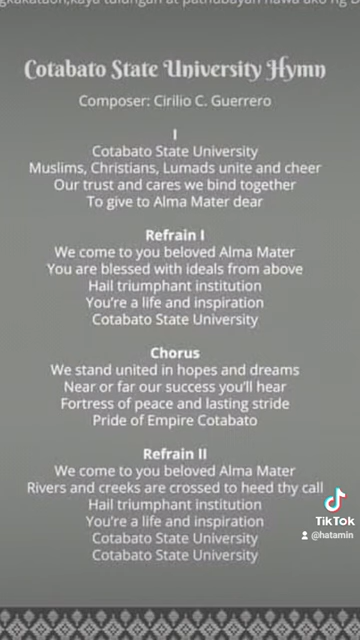 tulungan at patnubayan nawa ako ng D
Cotabato State University Hymn
Composer: Cirilio C. Guerrero
I
Cotabato State University
Muslims, Christians, Lumads unite and cheer
Our trust and cares we bind together
To give to Alma Mater dear
Refrain I
We come to you beloved Alma Mater
You are blessed with ideals from above
Hail triumphant institution
You're a life and inspiration
Cotabato State University
Chorus
We stand united in hopes and dreams
Near or far our success you'll hear
Fortress of peace and lasting stride
Pride of Empire Cotabato
Refrain II
We come to you beloved Alma Mater
Rivers and creeks are crossed to heed thy call
Hail triumphant institution
You're a life and inspiration
Cotabato State University
Cotabato State University
TikTok
@hatamin